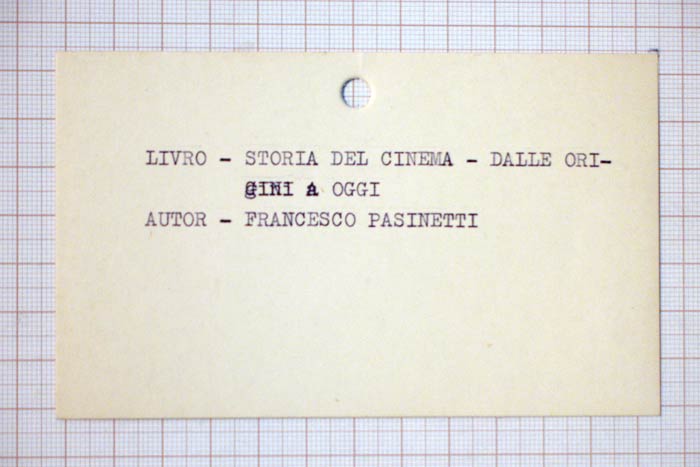 LIVRO - STORIA DEL CINEMA - DALLE ORI-
GINI A OGGI
AUTOR - FRANCESCO PASINETTI